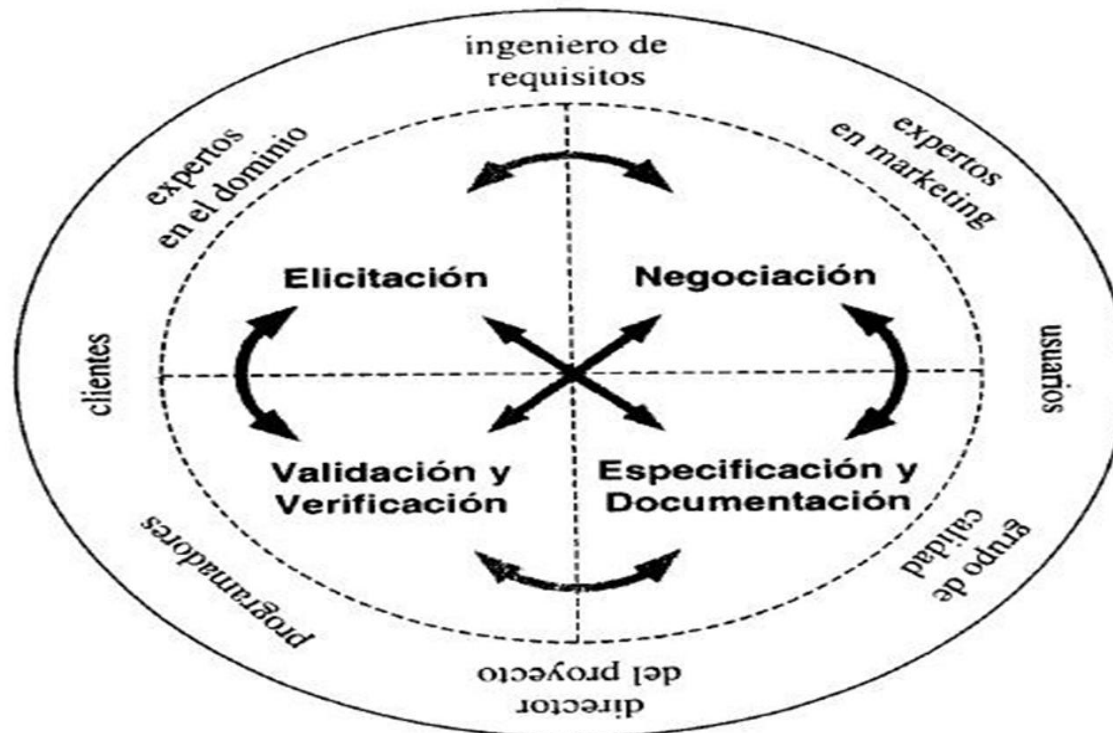 ingeniero de
requisitos
expertos
en el dominio
expertos
en marketing
Elicitación
Negociación
clientes
usuarios
Validación y
Verificación
Especificación y
Documentación
programadores
grupo de
calidad
director
del proyecto